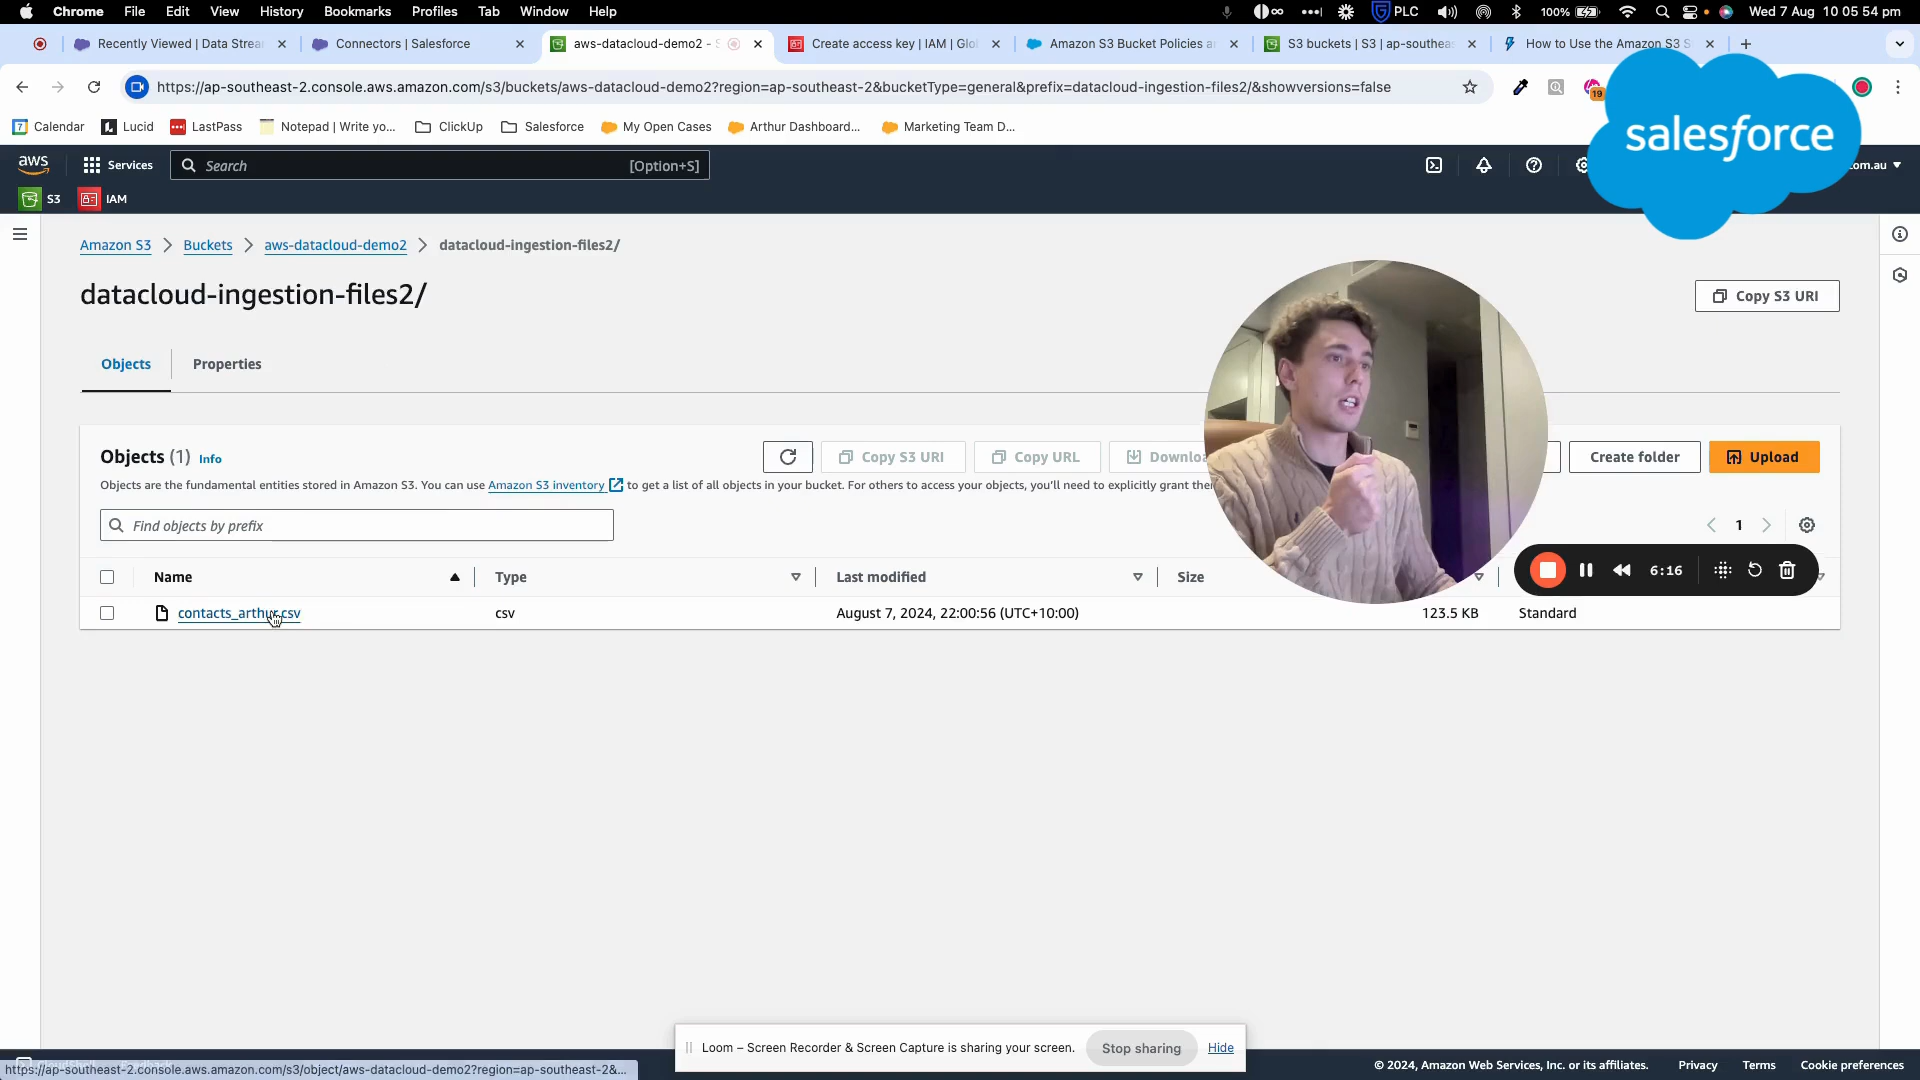 Chrome File Edit View History Bookmarks Profiles Tab Window Help PLC 100% Wed 7 Aug 10 05 54 pm
Recently Viewed | Data Strea Connectors | Salesforce aws-datacloud-demo2 - S Create access key | IAM | Glo Amazon S3 Bucket Policies a S3 buckets | S3 | ap-southeas How to Use the Amazon S3 S
https://ap-southeast-2.console.aws.amazon.com/s3/buckets/aws-datacloud-demo2?region=ap-southeast-2&bucketType=general&prefix=datacloud-ingestion-files2/&showversions=false 19
7 Calendar Lucid LastPass Notepad | Write yo... ClickUp Salesforce My Open Cases Arthur Dashboard... Marketing Team D...
salesforce
aws Services Search [Option+S] om.au
S3 IAM
Amazon S3 Buckets aws-datacloud-demo2 datacloud-ingestion-files2/
datacloud-ingestion-files2/
Copy S3 URI
Objects Properties
Objects (1) Info Copy S3 URI Copy URL Downlo Create folder Upload
Objects are the fundamental entities stored in Amazon S3. You can use Amazon S3 inventory to get a list of all objects in your bucket. For others to access your objects, you'll need to explicitly grant the
Find objects by prefix 1
Name Type Last modified Size 6:16
contacts_arthur.csv csv August 7, 2024, 22:00:56 (UTC+10:00) 123.5 KB Standard
Loom – Screen Recorder & Screen Capture is sharing your screen. Stop sharing Hide
© 2024, Amazon Web Services, Inc. or its affiliates. Privacy Terms Cookie preferences
https://ap-southeast-2.console.aws.amazon.com/s3/object/aws-datacloud-demo2?region=ap-southeast-2&...